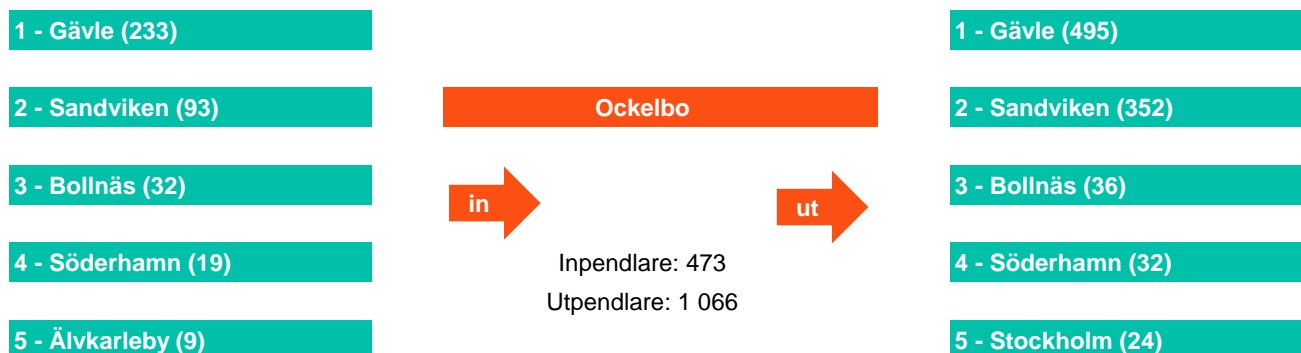 1 - Gävle (233)
2 - Sandviken (93)
3 - Bollnäs (32)
4 - Söderhamn (19)
5 - Älvkarleby (9)
Ockelbo
in
ut
Inpendlare: 473
Utpendlare: 1 066
1 - Gävle (495)
2 - Sandviken (352)
3 - Bollnäs (36)
4 - Söderhamn (32)
5 - Stockholm (24)